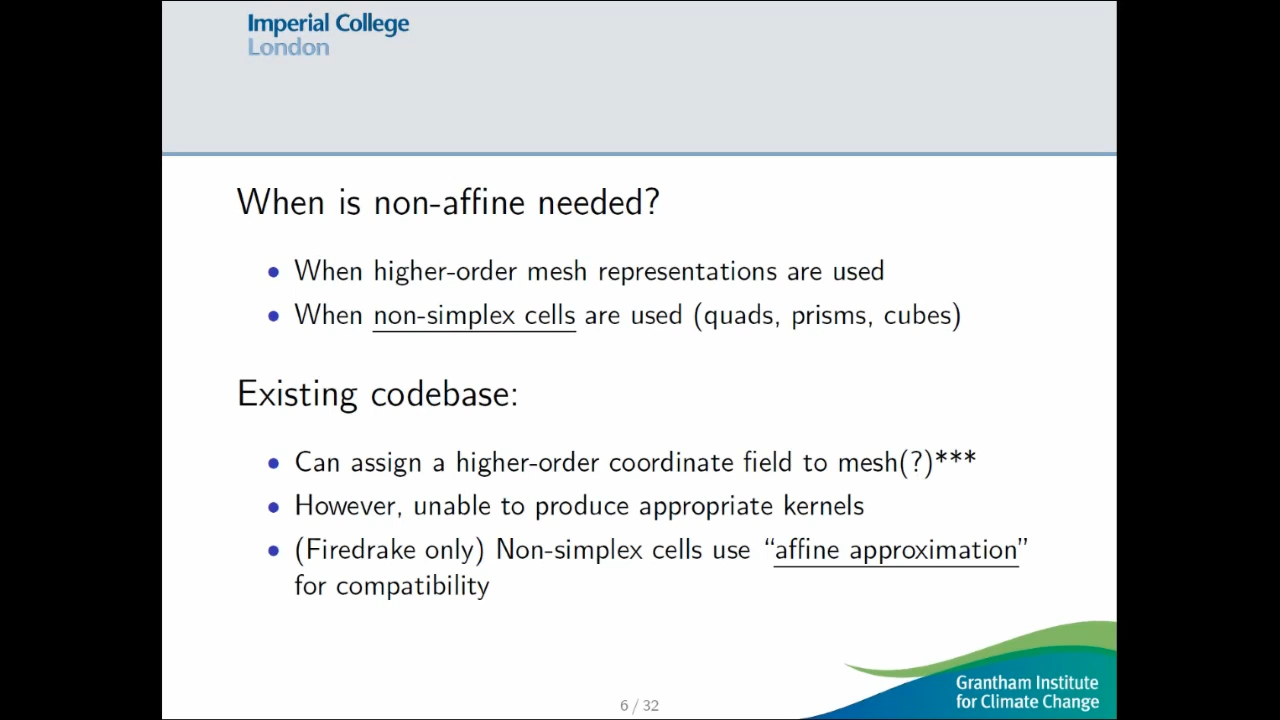 Imperial College
London
When is non-affine needed?
• When higher-order mesh representations are used
• When non-simplex cells are used (quads, prisms, cubes)
Existing codebase:
• Can assign a higher-order coordinate field to mesh(?)***
• However, unable to produce appropriate kernels
• (Firedrake only) Non-simplex cells use “affine approximation”
for compatibility
Grantham Institute
for Climate Change
6 / 32